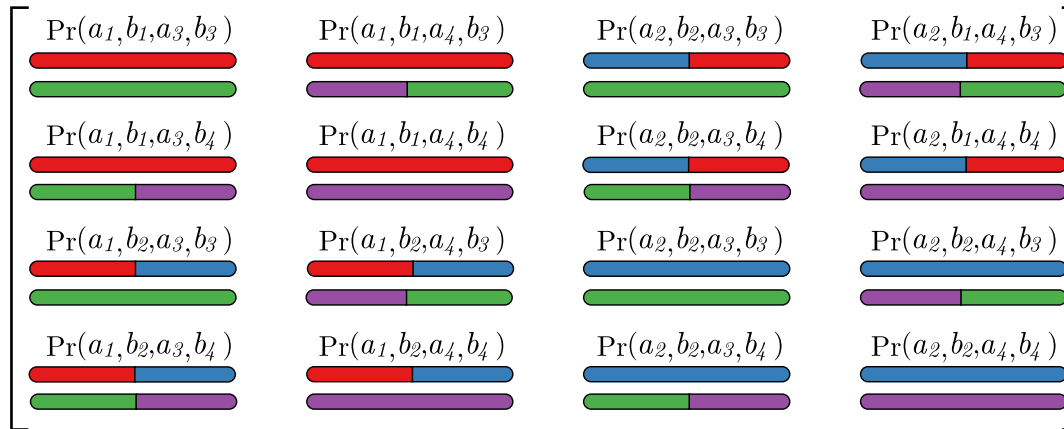 Pr(a₁,b₁,a₃,b₃) Pr(a₁,b₁,a₄,b₃) Pr(a₂,b₂,a₃,b₃) Pr(a₂,b₁,a₄,b₃)
Pr(a₁,b₁,a₃,b₄) Pr(a₁,b₁,a₄,b₄) Pr(a₂,b₂,a₃,b₄) Pr(a₂,b₁,a₄,b₄)
Pr(a₁,b₂,a₃,b₃) Pr(a₁,b₂,a₄,b₃) Pr(a₂,b₂,a₃,b₃) Pr(a₂,b₂,a₄,b₃)
Pr(a₁,b₂,a₃,b₄) Pr(a₁,b₂,a₄,b₄) Pr(a₂,b₂,a₃,b₄) Pr(a₂,b₂,a₄,b₄)